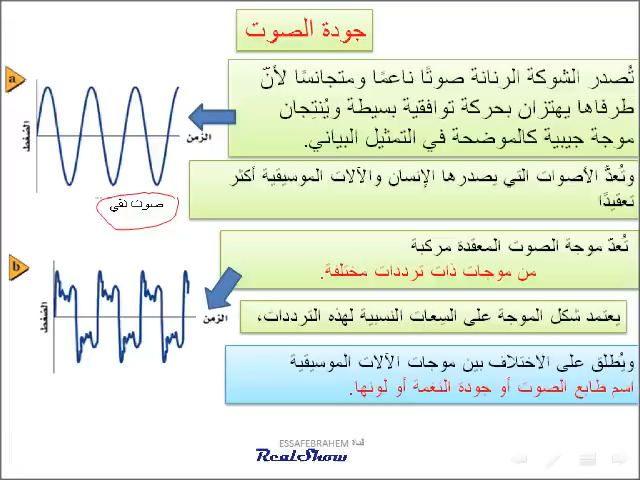 جودة الصوت
تُصدر الشوكة الرنانة صوتًا ناعمًا ومتجانسًا لأنّ
طرفاها يهتزان بحركة توافقية بسيطة ويُنتِجان
موجة جيبية كالموضحة في التمثيل البياني.
a
الضغط
الزمن
صوت نقي
وتُعدُّ الأصوات التي يصدرها الإنسان والآلات الموسيقية أكثر
تعقيدًا
تُعدّ موجة الصوت المعقدة مركبة
من موجات ذات ترددات مختلفة.
b
الضغط
الزمن
يعتمد شكل الموجة على السِعات النسبية لهذه الترددات،
ويُطلق على الاختلاف بين موجات الآلات الموسيقية
اسم طابع الصوت أو جودة النغمة أو لونها.
قناة ESSAFEBRAHEM
RealShow